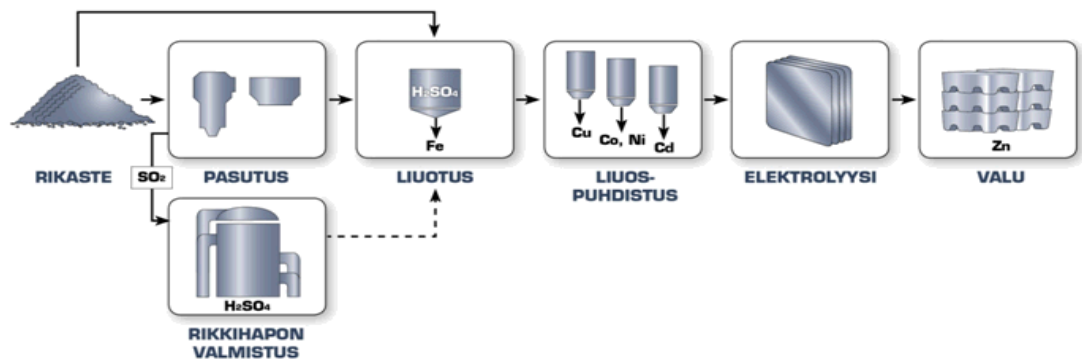 H₂SO₄
Fe
Cu
Co, Ni
Cd
Zn
RIKASTE
SO₂
PASUTUS
LIUOTUS
LIUOS-
PUHDISTUS
ELEKTROLYYSI
VALU
H₂SO₄
RIKKIHAPON
VALMISTUS